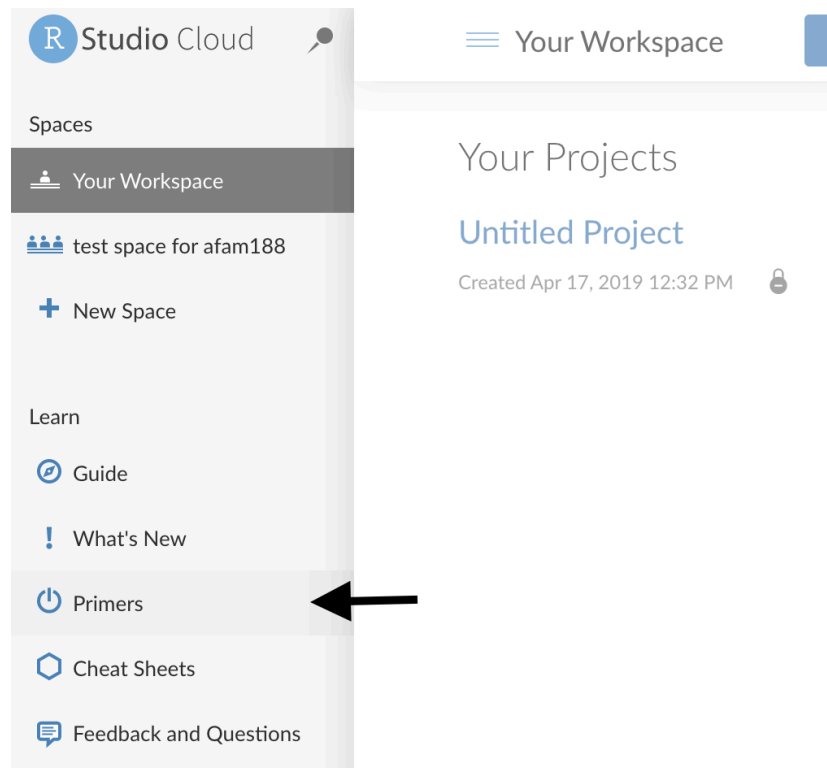 R Studio Cloud
Spaces
Your Workspace
test space for afam188
New Space
Learn
Guide
What's New
Primers
Cheat Sheets
Feedback and Questions
Your Workspace
Your Projects
Untitled Project
Created Apr 17, 2019 12:32 PM